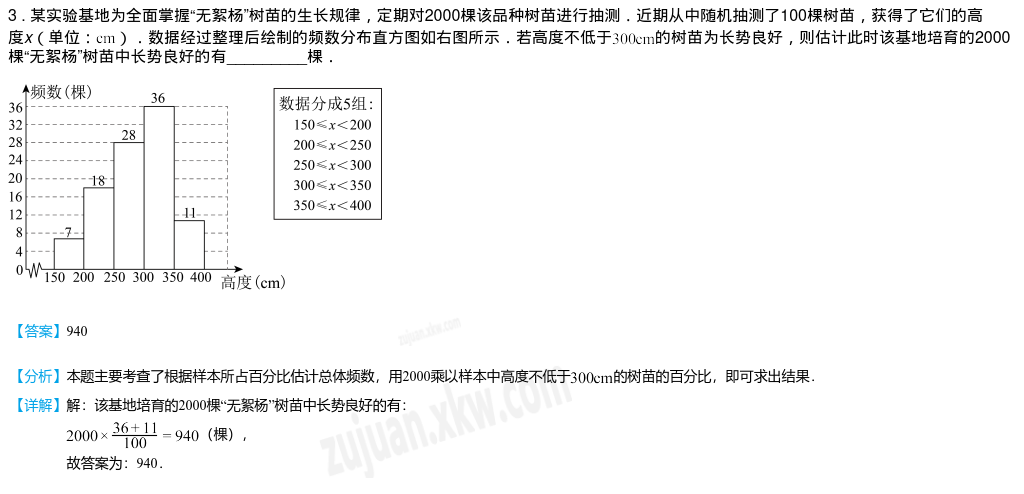 3．某实验基地为全面掌握“无絮杨”树苗的生长规律，定期对2000棵该品种树苗进行抽测．近期从中随机抽测了100棵树苗，获得了它们的高
度x（单位：cm）．数据经过整理后绘制的频数分布直方图如右图所示．若高度不低于300cm的树苗为长势良好，则估计此时该基地培育的2000
棵“无絮杨”树苗中长势良好的有__________棵．
频数(棵)
36
32
28
24
20
16
12
8
4
0
7
18
28
36
11
150 200 250 300 350 400 高度(cm)
数据分成5组：
150≤x＜200
200≤x＜250
250≤x＜300
300≤x＜350
350≤x＜400
【答案】940
【分析】本题主要考查了根据样本所占百分比估计总体频数，用2000乘以样本中高度不低于300cm的树苗的百分比，即可求出结果．
【详解】解：该基地培育的2000棵“无絮杨”树苗中长势良好的有：
2000×(36+11)/100=940（棵），
故答案为：940．
zujuan.xkw.com
zujuan.xkw.com